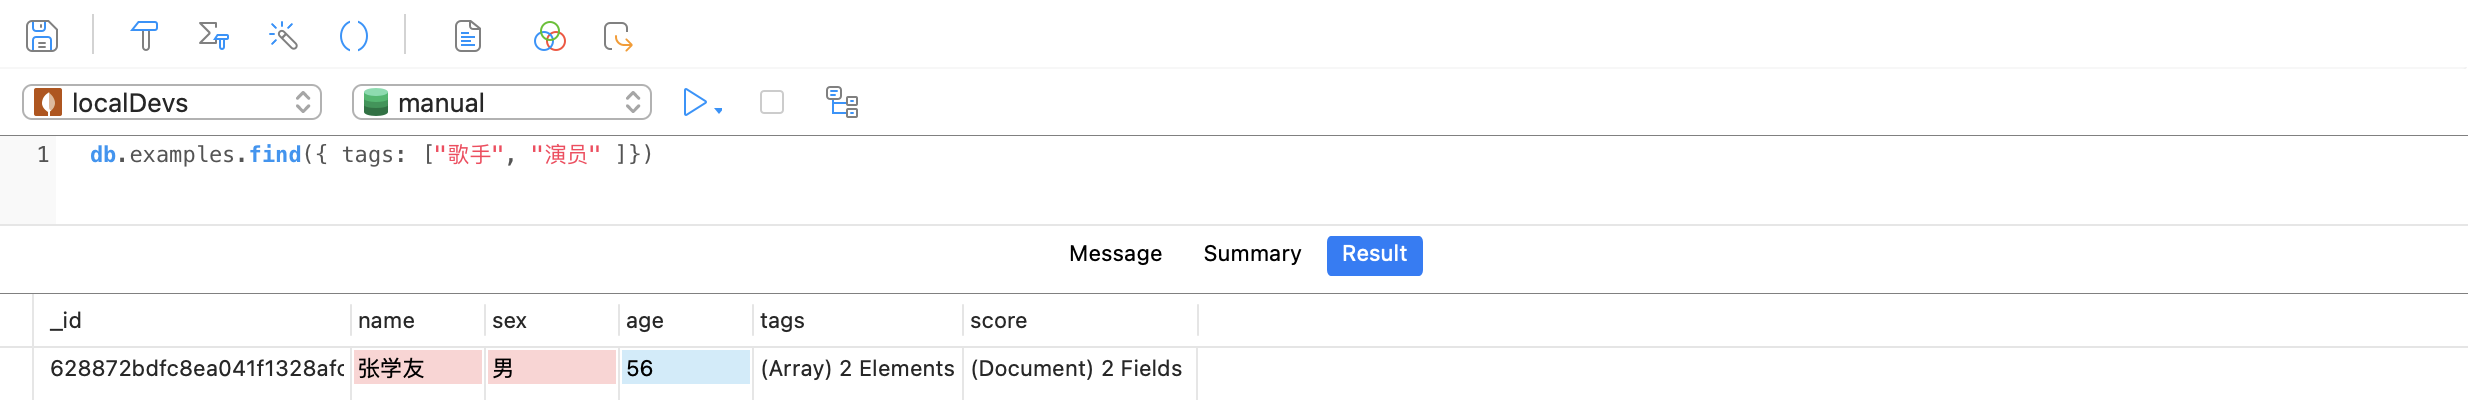 localDevs manual
1 db.examples.find({ tags: ["歌手", "演员" ]})
Message Summary Result
_id name sex age tags score
628872bdfc8ea041f1328afc 张学友 男 56 (Array) 2 Elements (Document) 2 Fields